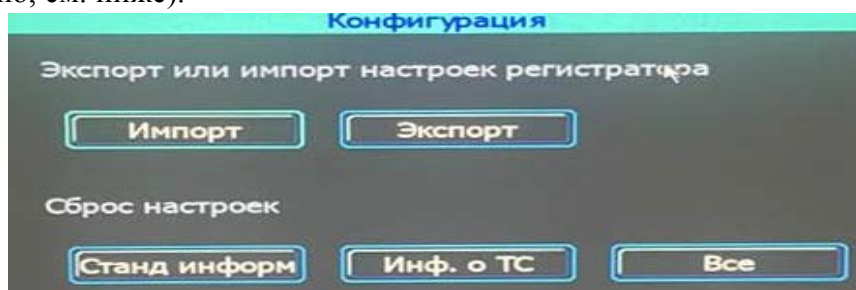 Конфигурация
Экспорт или импорт настроек регистратора
Импорт Экспорт
Сброс настроек
Станд информ Инф. о ТС Все